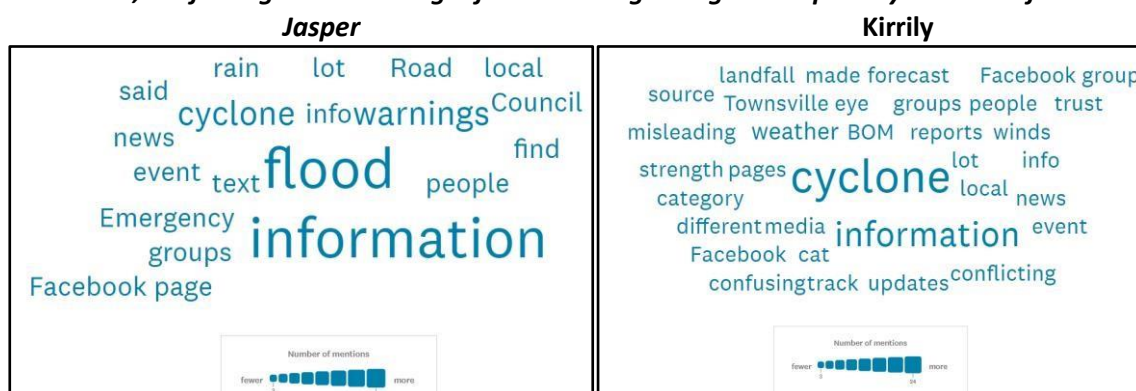 Jasper
Kirrily
rain lot Road local
said
cyclone info warnings Council
news
find
event text flood people
Emergency
groups information
Facebook page
Number of mentions
fewer more
landfall made forecast Facebook group
source Townsville eye groups people trust
misleading weather BOM reports winds
strength pages cyclone lot info
category local news
different media information event
Facebook cat
confusing track updates conflicting
Number of mentions
fewer more